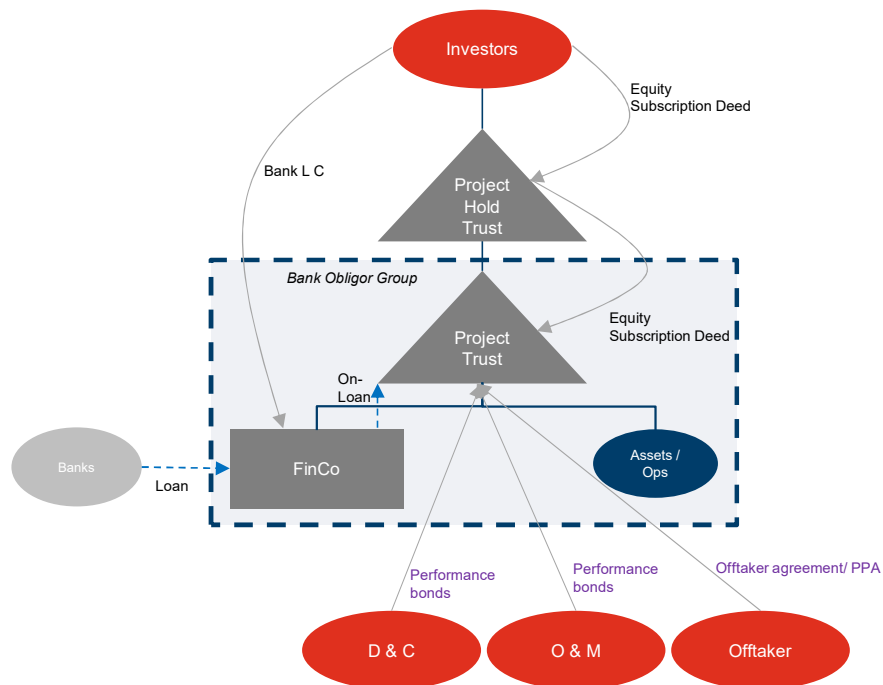 Investors
Equity
Subscription Deed
Bank L C
Project
Hold
Trust
Bank Obligor Group
Equity
Subscription Deed
Project
Trust
On-
Loan
Banks
Loan
FinCo
Assets /
Ops
Performance
bonds
Performance
bonds
Offtaker agreement/ PPA
D & C
O & M
Offtaker